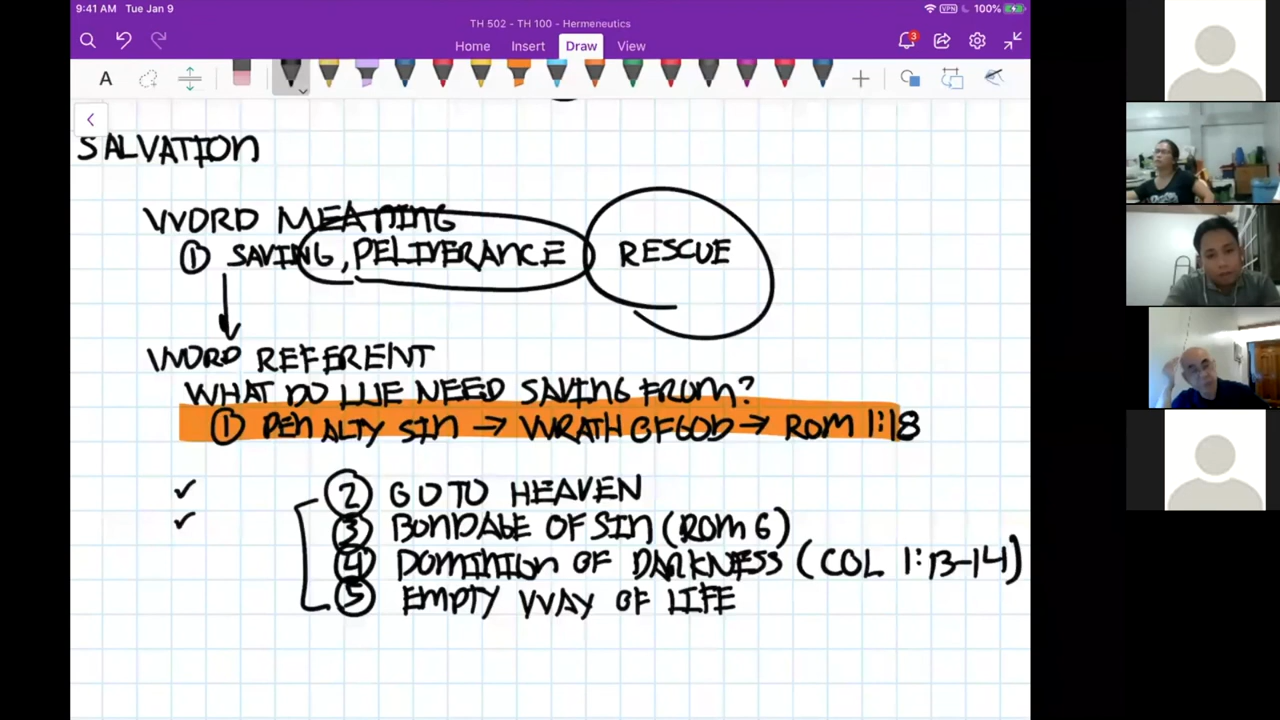 9:41 AM Tue Jan 9
VPN 100%
TH 502 - TH 100 - Hermeneutics
Home Insert Draw View
3
A
SALVATION
WORD MEANING
① SAVING, DELIVERANCE RESCUE
WORD REFERENT
WHAT DO WE NEED SAVING FROM?
① PENALTY SIN → WRATH OF GOD → ROM 1:18
✓ ② GO TO HEAVEN
✓ ③ BONDAGE OF SIN (ROM 6)
④ DOMINION OF DARKNESS (COL 1:13-14)
⑤ EMPTY WAY OF LIFE